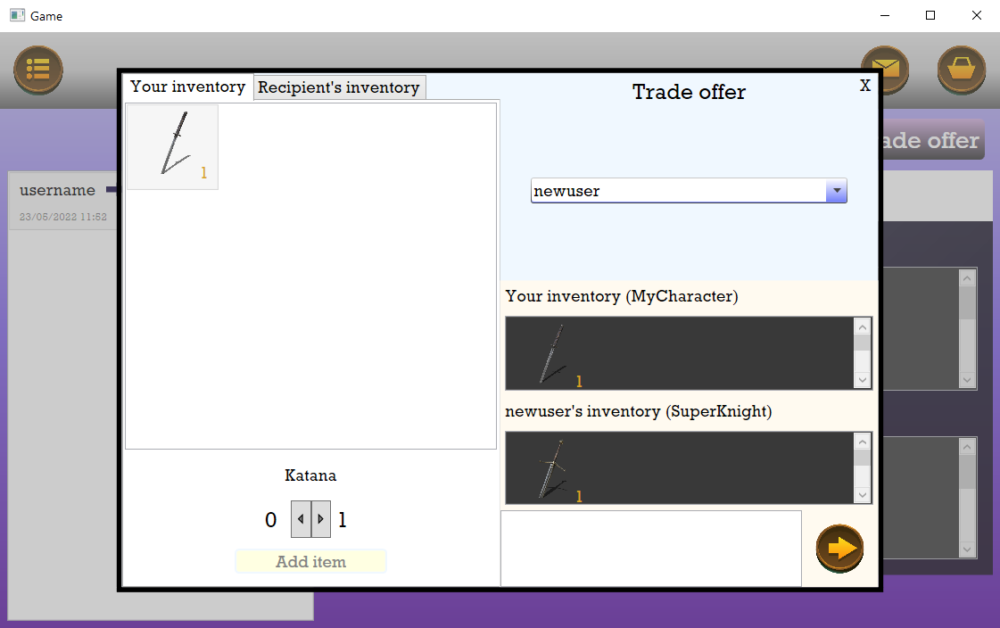 Game
Your inventory
Recipient's inventory
Trade offer
X
1
newuser
ade offer
username
23/05/2022 11:52
Your inventory (MyCharacter)
1
newuser's inventory (SuperKnight)
1
Katana
0 1
Add item